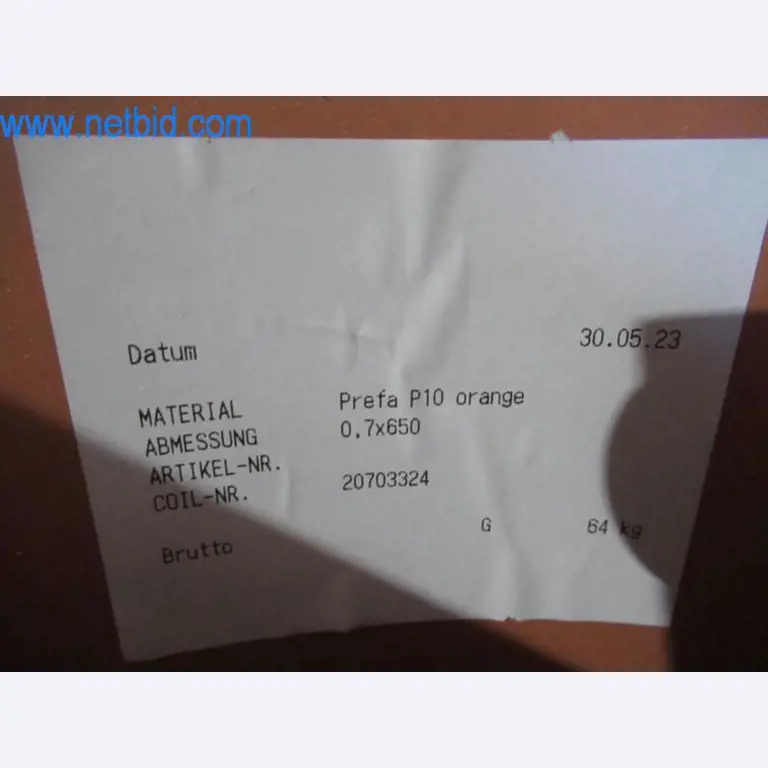 www.netbid.com
Datum 30.05.23
MATERIAL Prefa P10 orange
ABMESSUNG 0,7x650
ARTIKEL-NR.
COIL-NR. 20703324
Brutto G 64 kg